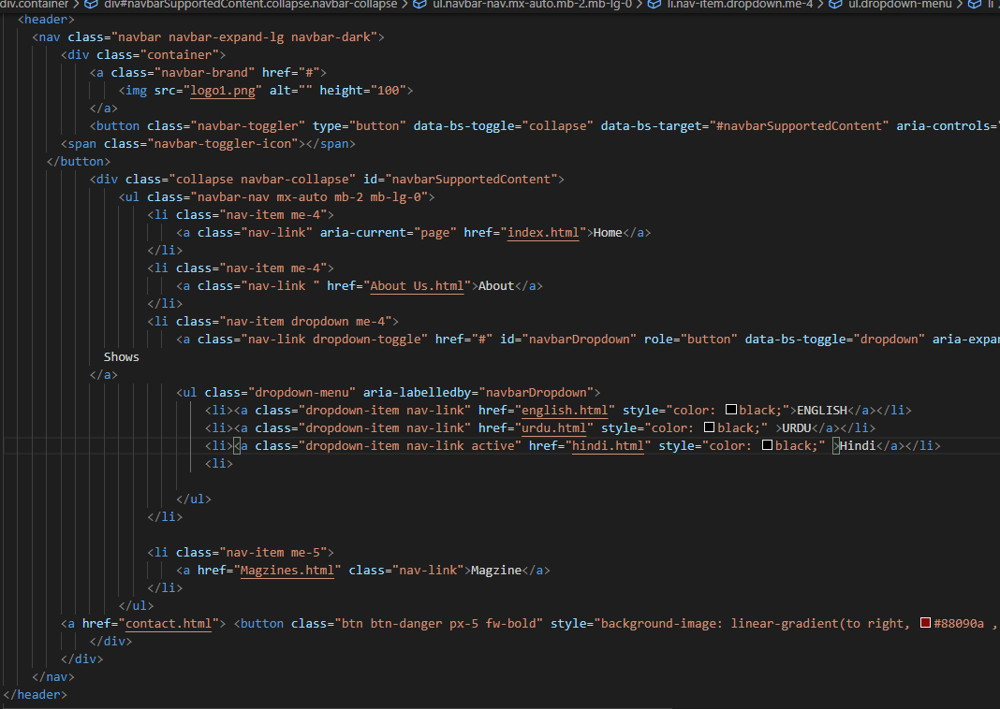 div.container > div#navbarSupportedContent.collapse.navbar-collapse > ul.navbar-nav.mx-auto.mb-2.mb-lg-0 > li.nav-item.dropdown.me-4 > ul.dropdown-menu > li
<header>
<nav class="navbar navbar-expand-lg navbar-dark">
<div class="container">
<a class="navbar-brand" href="#">
<img src="logo1.png" alt="" height="100">
</a>
<button class="navbar-toggler" type="button" data-bs-toggle="collapse" data-bs-target="#navbarSupportedContent" aria-controls=
<span class="navbar-toggler-icon"></span>
</button>
<div class="collapse navbar-collapse" id="navbarSupportedContent">
<ul class="navbar-nav mx-auto mb-2 mb-lg-0">
<li class="nav-item me-4">
<a class="nav-link" aria-current="page" href="index.html">Home</a>
</li>
<li class="nav-item me-4">
<a class="nav-link " href="About Us.html">About</a>
</li>
<li class="nav-item dropdown me-4">
<a class="nav-link dropdown-toggle" href="#" id="navbarDropdown" role="button" data-bs-toggle="dropdown" aria-expa
Shows
</a>
<ul class="dropdown-menu" aria-labelledby="navbarDropdown">
<li><a class="dropdown-item nav-link" href="english.html" style="color: black;">ENGLISH</a></li>
<li><a class="dropdown-item nav-link" href="urdu.html" style="color: black;" >URDU</a></li>
<li><a class="dropdown-item nav-link active" href="hindi.html" style="color: black;" >Hindi</a></li>
<li>
</ul>
</li>
<li class="nav-item me-5">
<a href="Magzines.html" class="nav-link">Magzine</a>
</li>
</ul>
<a href="contact.html"> <button class="btn btn-danger px-5 fw-bold" style="background-image: linear-gradient(to right, #88090a ,
</div>
</div>
</nav>
</header>